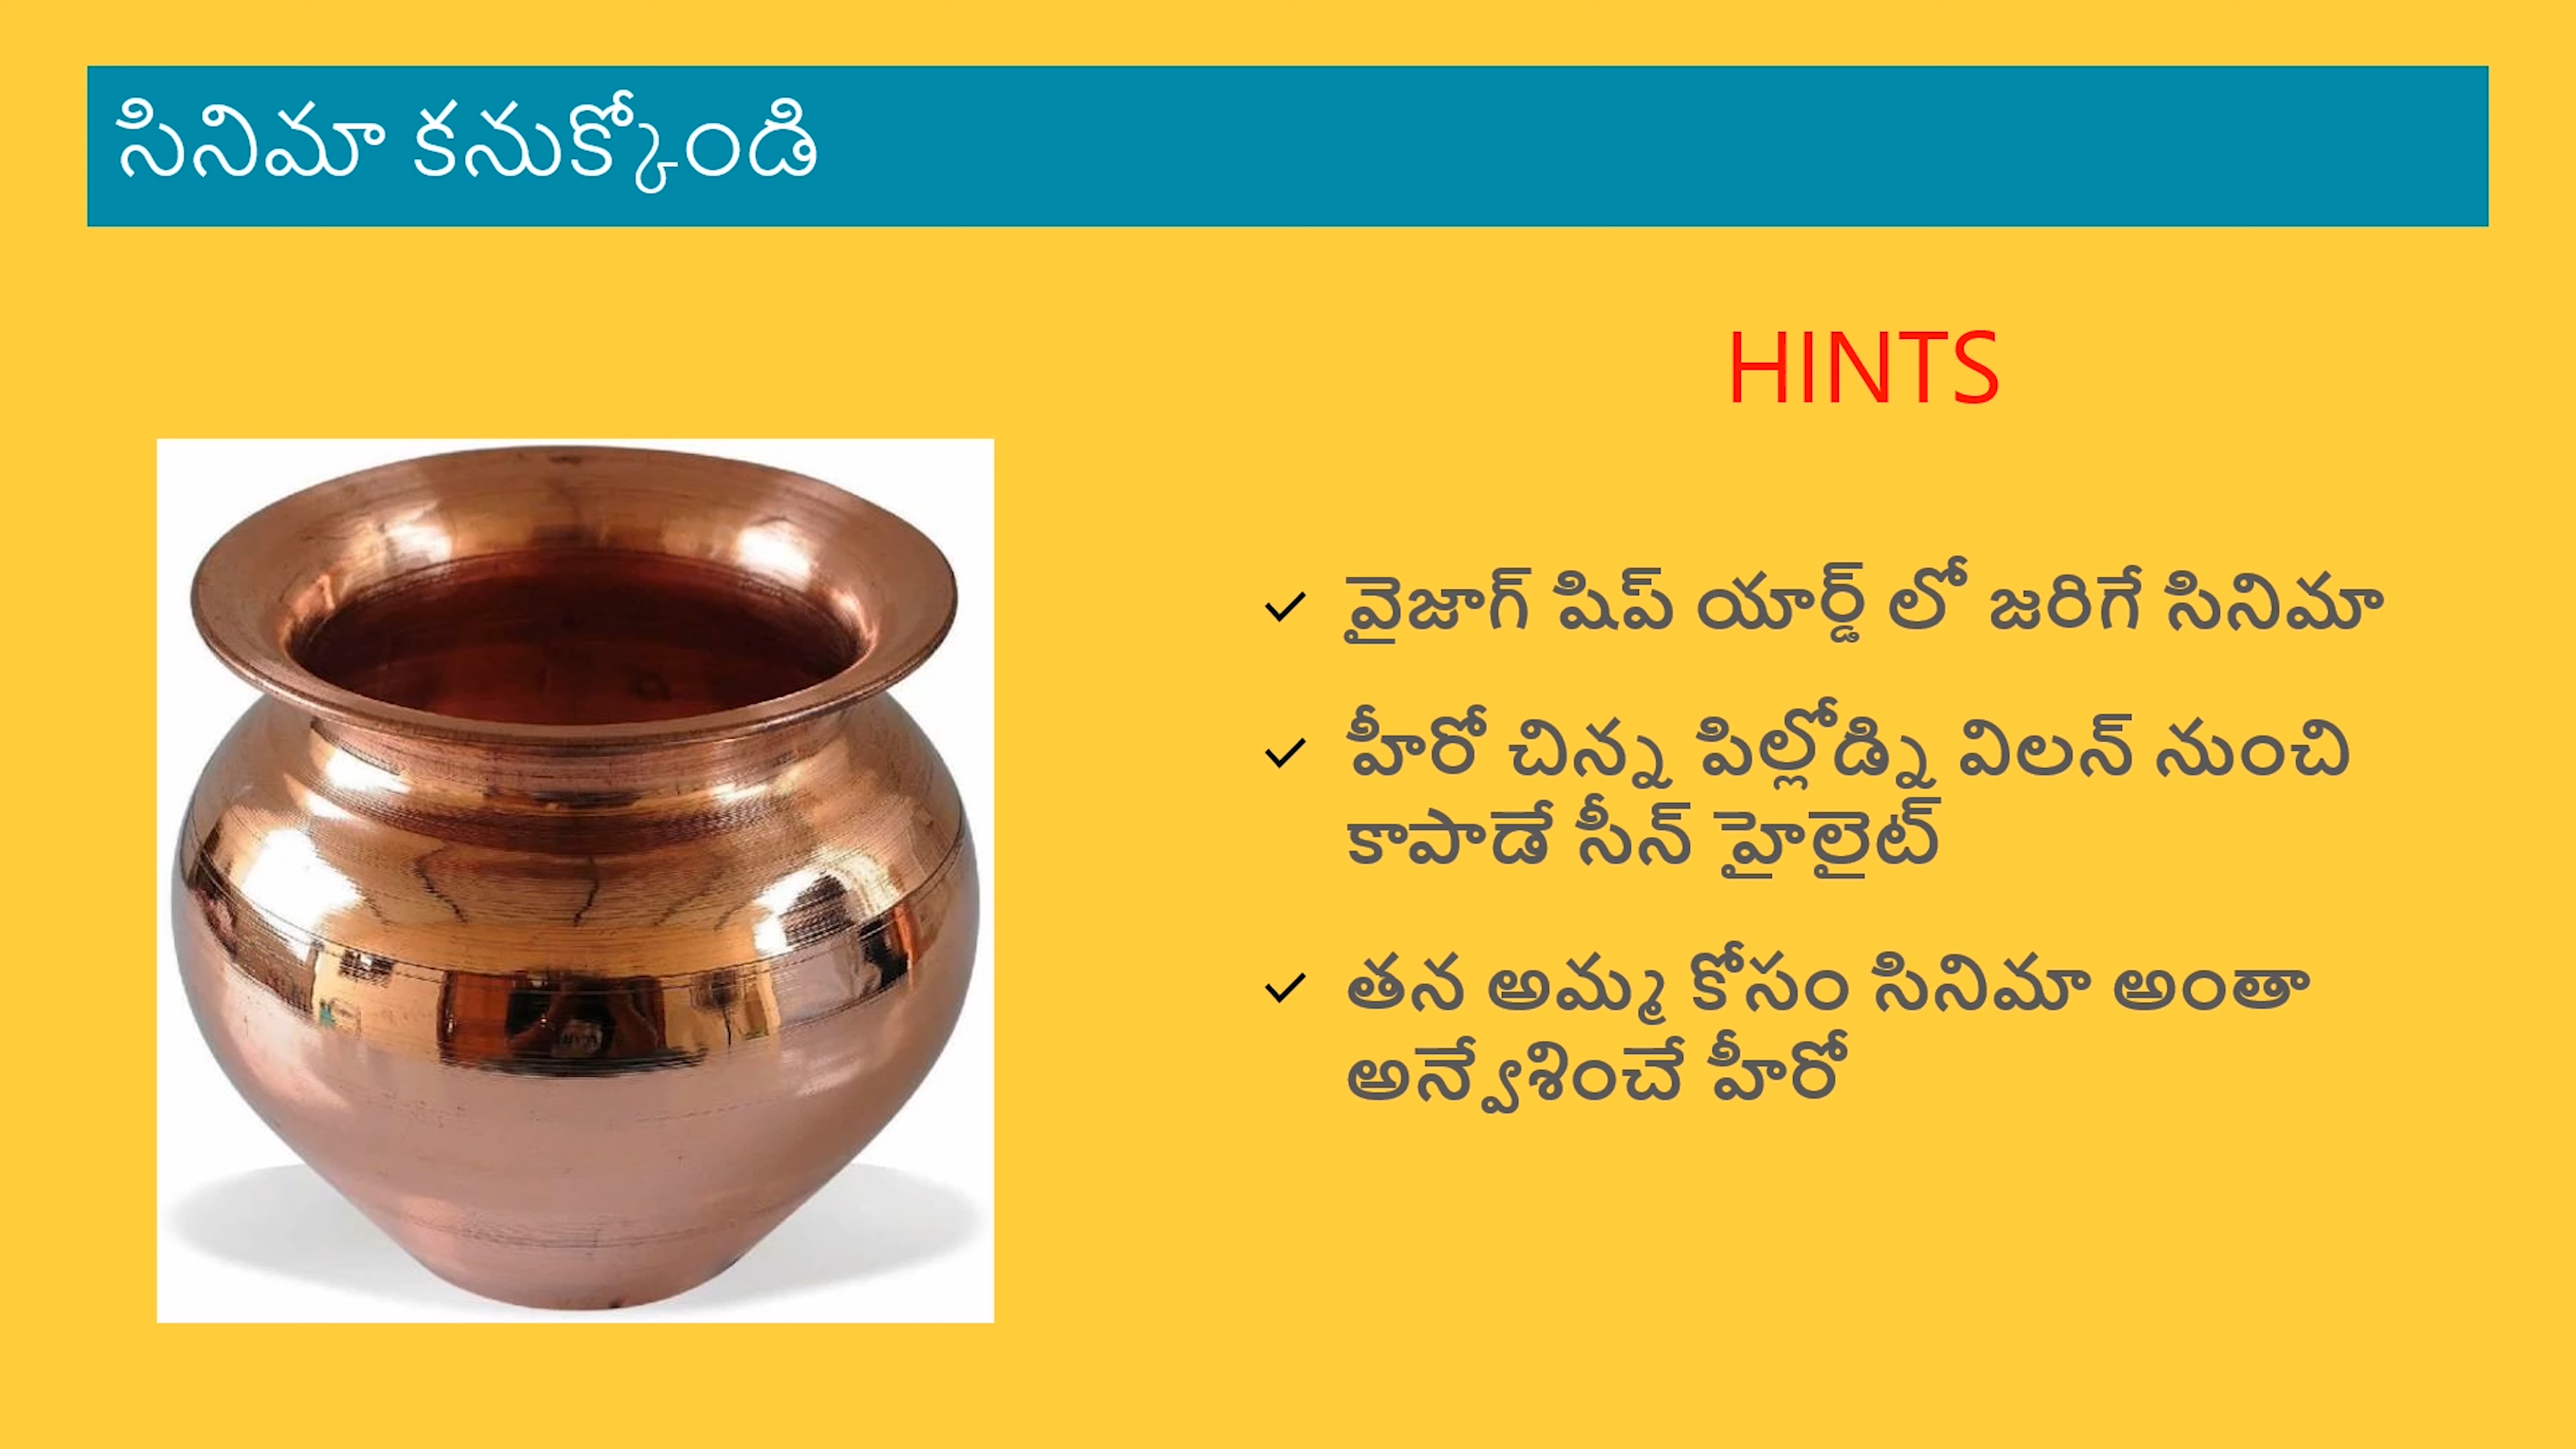 సినిమా కనుక్కోండి
HINTS
వైజాగ్ షిప్ యార్డ్ లో జరిగే సినిమా
హీరో చిన్న పిల్లోడ్ని విలన్ నుంచి
కాపాడే సీన్ హైలైట్
తన అమ్మ కోసం సినిమా అంతా
అన్వేశించే హీరో